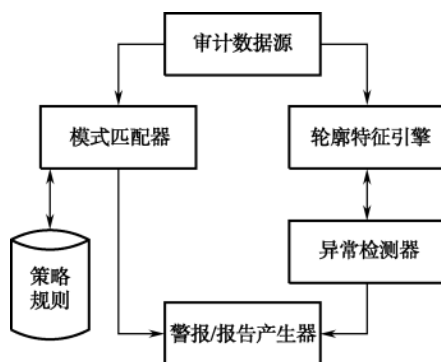 审计数据源
模式匹配器
轮廓特征引擎
策略
规则
异常检测器
警报/报告产生器